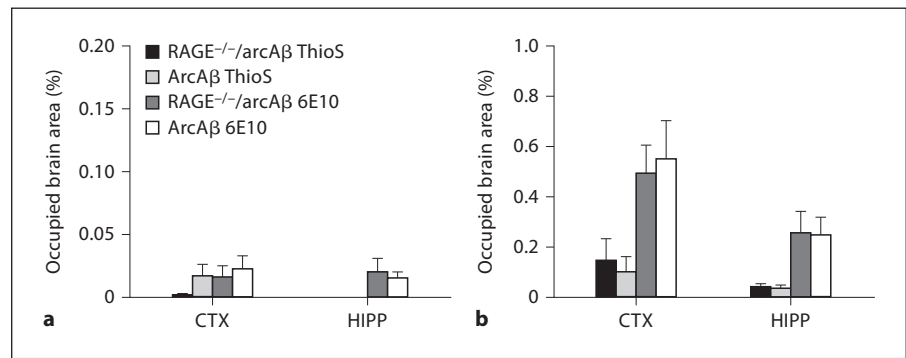 Occupied brain area (%)
0.20
0.15
0.10
0.05
0
RAGE⁻/⁻/arcAβ ThioS
ArcAβ ThioS
RAGE⁻/⁻/arcAβ 6E10
ArcAβ 6E10
CTX
HIPP
a
Occupied brain area (%)
1.0
0.8
0.6
0.4
0.2
0
CTX
HIPP
b